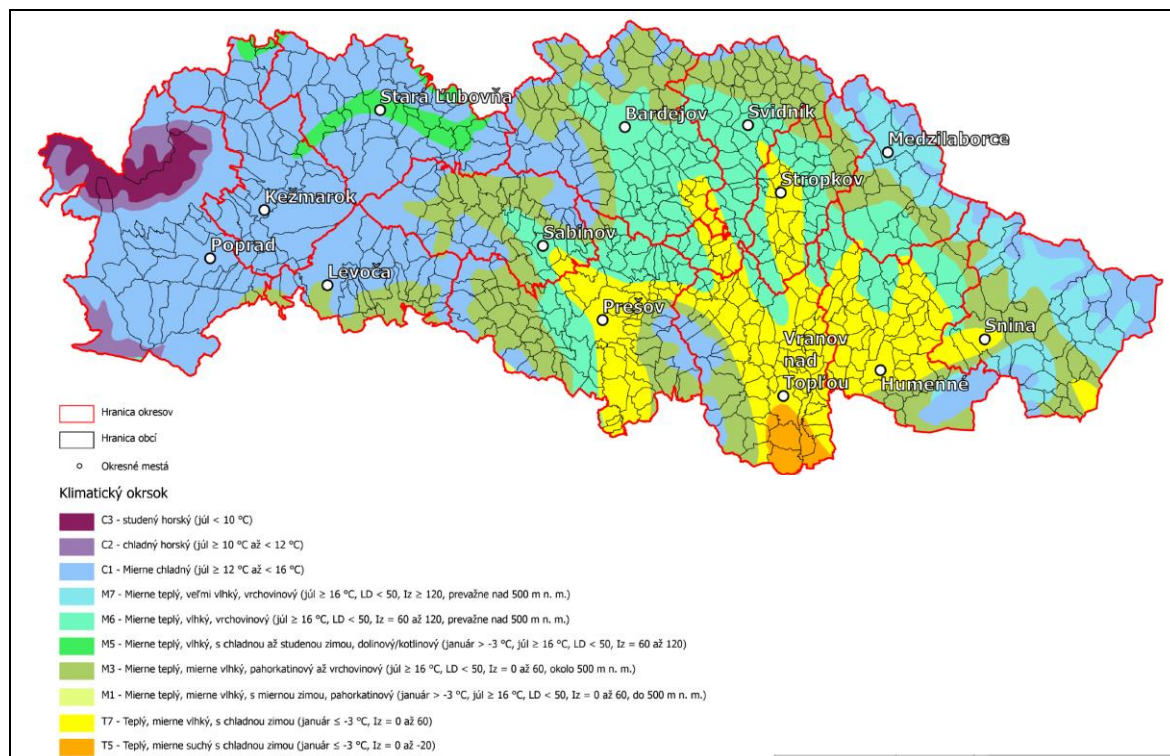 Stará Ľubovňa
Bardejov
Svidník
Medzilaborce
Stropkov
Kežmarok
Sabinov
Poprad
Levoča
Prešov
Snina
Vranov
nad
Topľou
Humenné
Hranica okresov
Hranica obcí
Okresné mestá
Klimatický okrsok
C3 - studený horský (júl < 10 °C)
C2 - chladný horský (júl ≥ 10 °C až < 12 °C)
C1 - Mierne chladný (júl ≥ 12 °C až < 16 °C)
M7 - Mierne teplý, veľmi vlhký, vrchovinový (júl ≥ 16 °C, LD < 50, Iz ≥ 120, prevažne nad 500 m n. m.)
M6 - Mierne teplý, vlhký, vrchovinový (júl ≥ 16 °C, LD < 50, Iz = 60 až 120, prevažne nad 500 m n. m.)
M5 - Mierne teplý, vlhký, s chladnou až studenou zimou, dolinový/kotlinový (január > -3 °C, júl ≥ 16 °C, LD < 50, Iz = 60 až 120)
M3 - Mierne teplý, mierne vlhký, pahorkatinový až vrchovinový (júl ≥ 16 °C, LD < 50, Iz = 0 až 60, okolo 500 m n. m.)
M1 - Mierne teplý, mierne vlhký, s miernou zimou, pahorkatinový (január > -3 °C, júl ≥ 16 °C, LD < 50, Iz = 0 až 60, do 500 m n. m.)
T7 - Teplý, mierne vlhký, s chladnou zimou (január ≤ -3 °C, Iz = 0 až 60)
T5 - Teplý, mierne suchý s chladnou zimou (január ≤ -3 °C, Iz = 0 až -20)